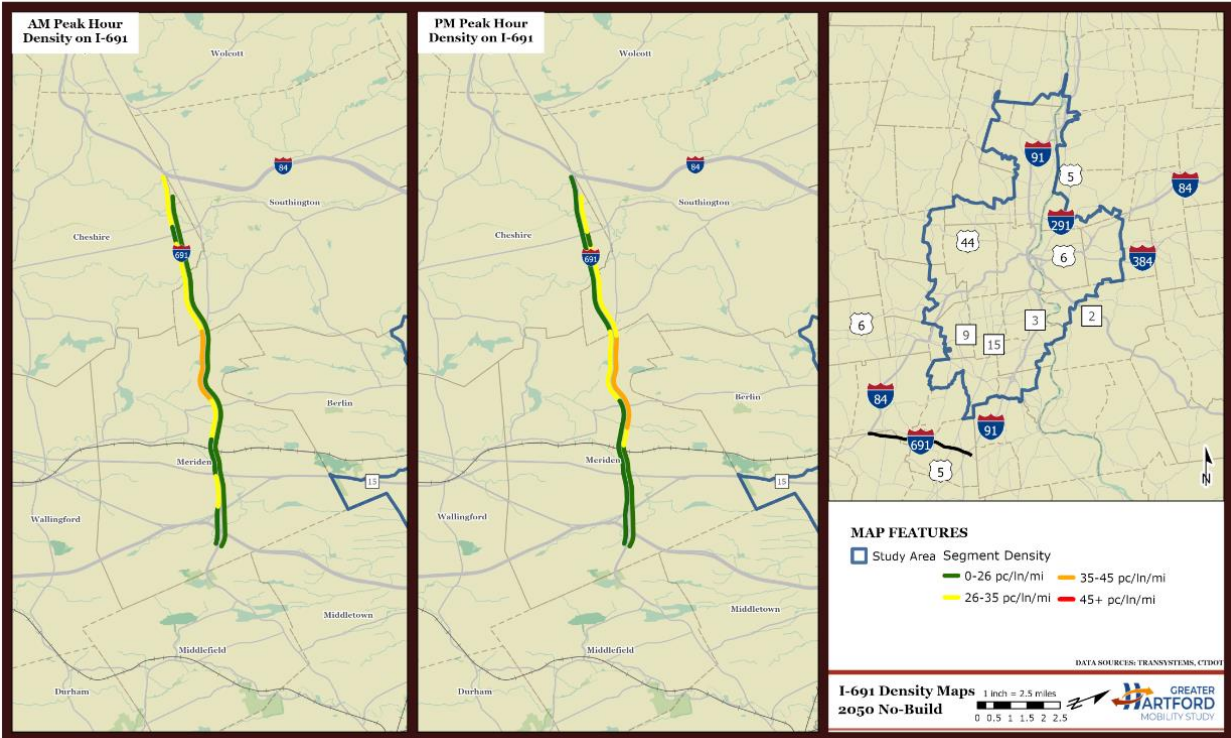 AM Peak Hour
Density on I-691
Wolcott
84
Southington
Cheshire
691
Berlin
Meriden
15
Wallingford
Middletown
Middlefield
Durham
PM Peak Hour
Density on I-691
Wolcott
84
Southington
Cheshire
691
Berlin
Meriden
15
Wallingford
Middletown
Middlefield
Durham
91
5
84
291
44
6
384
6
3
2
9
15
84
91
691
5
N
MAP FEATURES
Study Area
Segment Density
0-26 pc/ln/mi
35-45 pc/ln/mi
26-35 pc/ln/mi
45+ pc/ln/mi
DATA SOURCES: TRANSYSTEMS, CTDOT
I-691 Density Maps
2050 No-Build
1 inch = 2.5 miles
0 0.5 1 1.5 2 2.5
N
GREATER
HARTFORD
MOBILITY STUDY